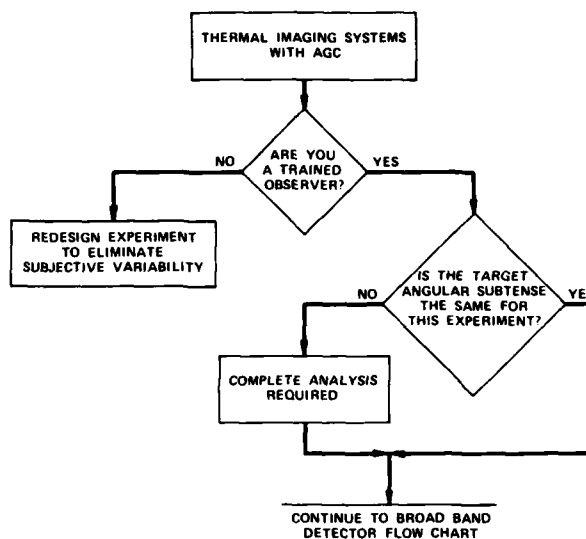 THERMAL IMAGING SYSTEMS
WITH AGC
NO
ARE YOU
A TRAINED
OBSERVER?
YES
REDESIGN EXPERIMENT
TO ELIMINATE
SUBJECTIVE VARIABILITY
NO
IS THE TARGET
ANGULAR SUBTENSE
THE SAME FOR
THIS EXPERIMENT?
YE
COMPLETE ANALYSIS
REQUIRED
CONTINUE TO BROAD BAND
DETECTOR FLOW CHART